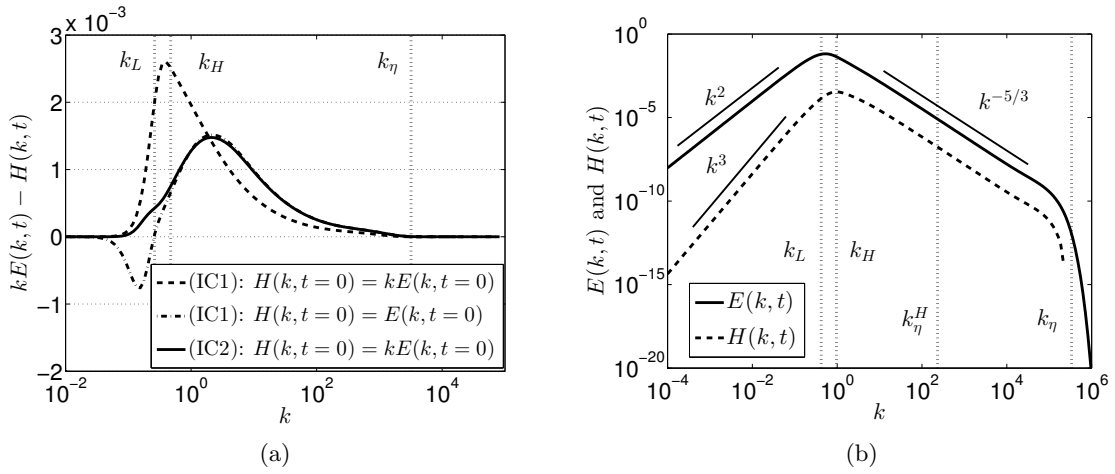 × 10⁻³
3
2
1
0
−1
−2
10⁻²
10⁰
10²
10⁴
k
kE(k, t) − H(k, t)
k_L
k_H
k_η
(IC1): H(k, t = 0) = kE(k, t = 0)
(IC1): H(k, t = 0) = E(k, t = 0)
(IC2): H(k, t = 0) = kE(k, t = 0)
(a)
10⁰
10⁻⁵
10⁻¹⁰
10⁻¹⁵
10⁻²⁰
10⁻⁴
10⁻²
10⁰
10²
10⁴
10⁶
k
E(k, t) and H(k, t)
k²
k³
k⁻⁵/³
k_L
k_H
k_η^H
k_η
E(k, t)
H(k, t)
(b)